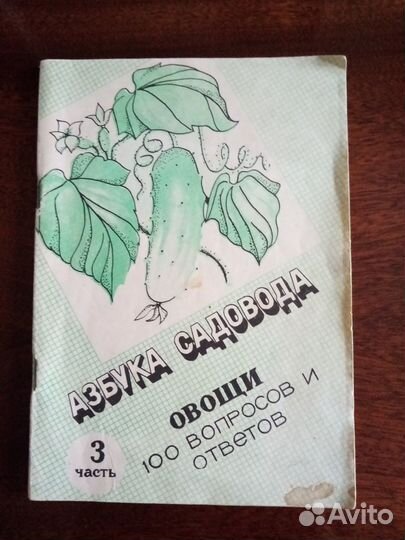 АЗБУКА САДОВОДА
ОВОЩИ
100 ВОПРОСОВ И
ОТВЕТОВ
3
часть
Avito